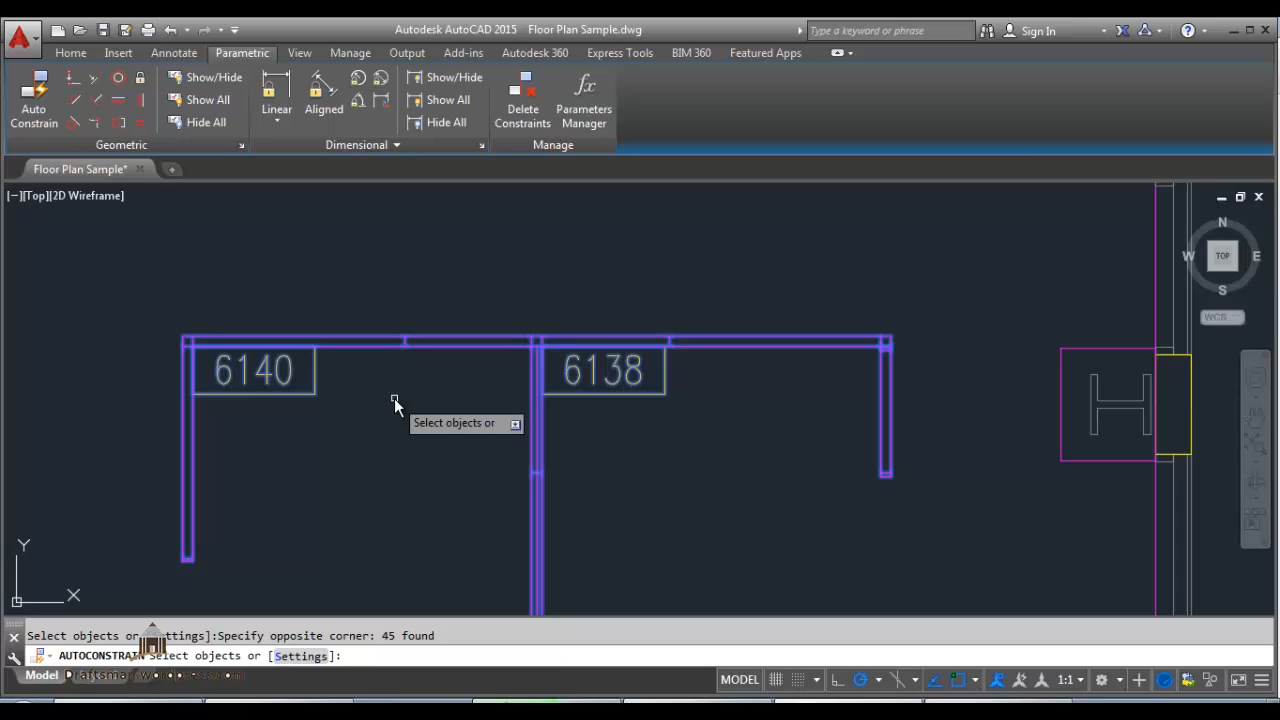 Autodesk AutoCAD 2015 Floor Plan Sample.dwg
Type a keyword or phrase
Sign In
Home Insert Annotate Parametric View Manage Output Add-ins Autodesk 360 Express Tools BIM 360 Featured Apps
Auto Constrain
Show/Hide
Show All
Hide All
Geometric
Linear
Aligned
Show/Hide
Show All
Hide All
Dimensional
Delete Constraints
fx
Parameters Manager
Manage
Floor Plan Sample*
[−][Top][2D Wireframe]
N
W TOP E
S
WCS
6140 6138
H
Select objects or
Y
X
Select objects or ettings]:Specify opposite corner: 45 found
AUTOCONSTRAIN Select objects or [Settings]:
Model
MODEL
1:1